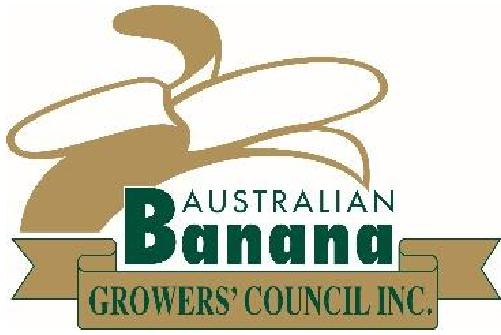 AUSTRALIAN
Banana
GROWERS' COUNCIL INC.